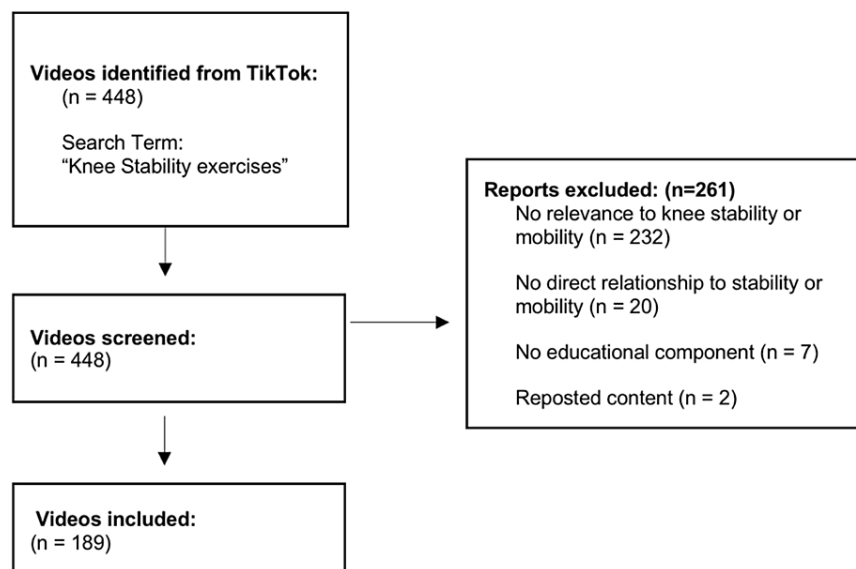 Videos identified from TikTok:
(n = 448)
Search Term:
“Knee Stability exercises”
Videos screened:
(n = 448)
Reports excluded: (n=261)
No relevance to knee stability or
mobility (n = 232)
No direct relationship to stability or
mobility (n = 20)
No educational component (n = 7)
Reposted content (n = 2)
Videos included:
(n = 189)